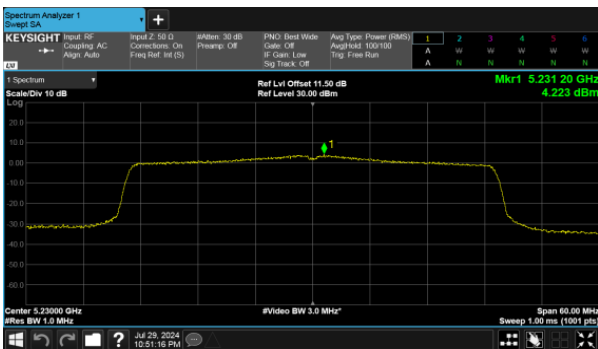 Spectrum Analyzer 1
Swept SA
+
KEYSIGHT Input: RF Input Z: 50 Ω #Atten: 30 dB PNO: Best Wide Avg Type: Power (RMS) 1 2 3 4 5 6
Coupling: AC Corrections: On Preamp: Off Gate: Off Avg|Hold: 100/100 A W W W W W
Align: Auto Freq Ref: Int (S) IF Gain: Low Trig: Free Run
LXI Sig Track: Off A N N N N N
1 Spectrum Ref Lvl Offset 11.50 dB Mkr1 5.231 20 GHz
Scale/Div 10 dB Ref Level 30.00 dBm 4.223 dBm
Log
20.0
10.0
1
0.00
-10.0
-20.0
-30.0
-40.0
-50.0
-60.0
Center 5.23000 GHz #Video BW 3.0 MHz* Span 60.00 MHz
#Res BW 1.0 MHz Sweep 1.00 ms (1001 pts)
? Jul 29, 2024
10:51:16 PM